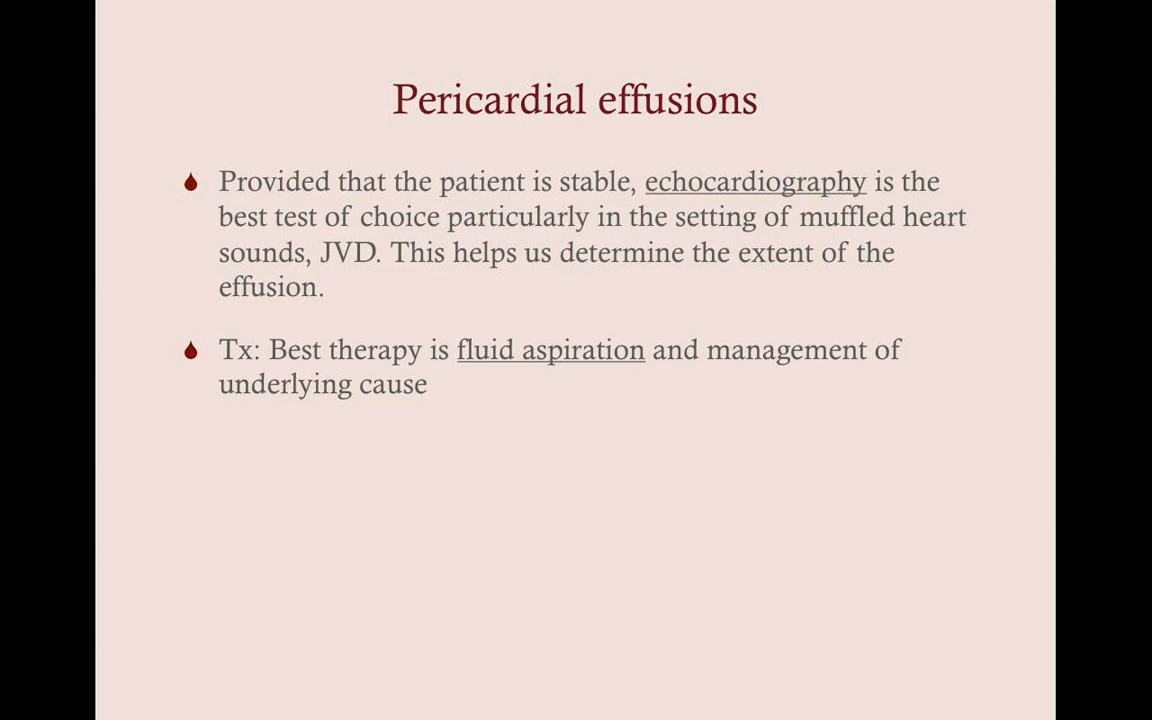 Pericardial effusions
Provided that the patient is stable, echocardiography is the
best test of choice particularly in the setting of muffled heart
sounds, JVD. This helps us determine the extent of the
effusion.
Tx: Best therapy is fluid aspiration and management of
underlying cause